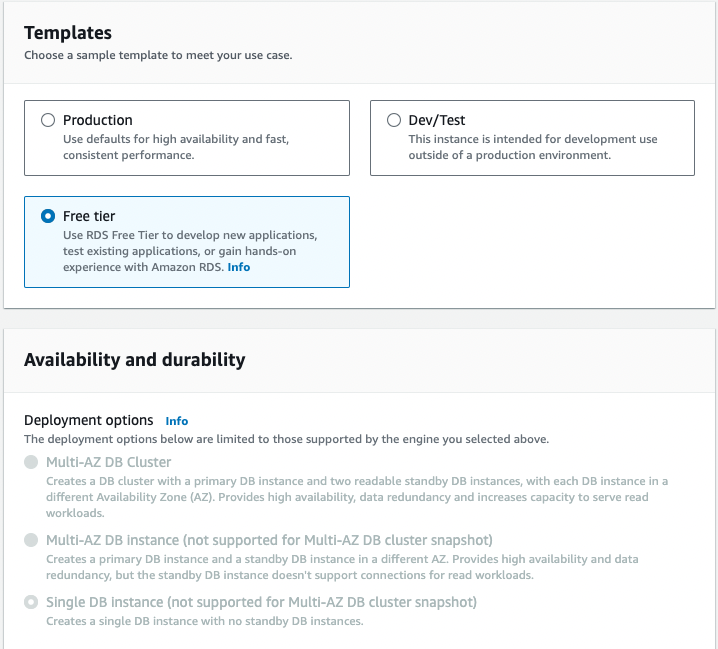 Templates
Choose a sample template to meet your use case.
Production
Use defaults for high availability and fast,
consistent performance.
Dev/Test
This instance is intended for development use
outside of a production environment.
Free tier
Use RDS Free Tier to develop new applications,
test existing applications, or gain hands-on
experience with Amazon RDS. Info
Availability and durability
Deployment options Info
The deployment options below are limited to those supported by the engine you selected above.
Multi-AZ DB Cluster
Creates a DB cluster with a primary DB instance and two readable standby DB instances, with each DB instance in a
different Availability Zone (AZ). Provides high availability, data redundancy and increases capacity to serve read
workloads.
Multi-AZ DB instance (not supported for Multi-AZ DB cluster snapshot)
Creates a primary DB instance and a standby DB instance in a different AZ. Provides high availability and data
redundancy, but the standby DB instance doesn't support connections for read workloads.
Single DB instance (not supported for Multi-AZ DB cluster snapshot)
Creates a single DB instance with no standby DB instances.